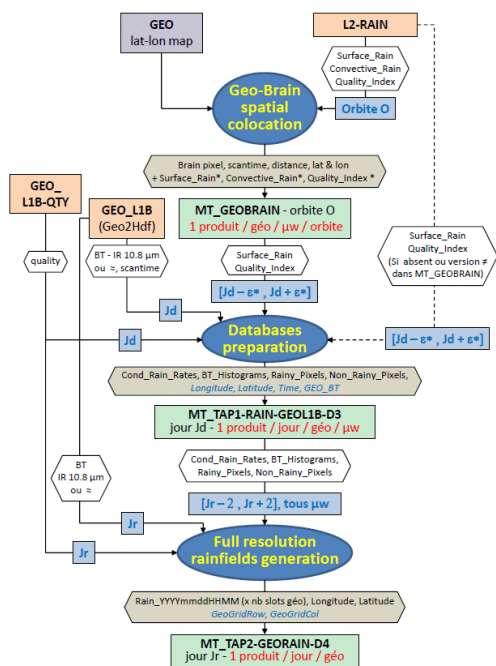 GEO
lat-lon map
L2-RAIN
Surface_Rain
Convective_Rain
Quality_Index
Geo-Brain
spatial
colocation
Orbite O
Brain pixel, scantime, distance, lat & lon
+ Surface_Rain*, Convective_Rain*, Quality_Index *
GEO_
L1B-QTY
GEO_L1B
(Geo2Hdf)
MT_GEOBRAIN - orbite O
1 produit / géo / μw / orbite
quality
BT - IR 10.8 μm
ou ≈, scantime
Surface_Rain
Quality_Index
Surface_Rain
Quality_Index
(Si absent ou version ≠
dans MT_GEOBRAIN)
[Jd – ε* , Jd + ε*]
Jd
Jd
Databases
preparation
[Jd – ε* , Jd + ε*]
Cond_Rain_Rates, BT_Histograms, Rainy_Pixels, Non_Rainy_Pixels,
Longitude, Latitude, Time, GEO_BT
MT_TAP1-RAIN-GEOL1B-D3
jour Jd - 1 produit / jour / géo / μw
BT
IR 10.8 μm
ou ≈
Cond_Rain_Rates, BT_Histograms,
Rainy_Pixels, Non_Rainy_Pixels
[Jr – 2 , Jr + 2], tous μw
Jr
Jr
Full resolution
rainfields generation
Rain_YYYYmmddHHMM (x nb slots géo), Longitude, Latitude
GeoGridRow, GeoGridCol
MT_TAP2-GEORAIN-D4
jour Jr - 1 produit / jour / géo